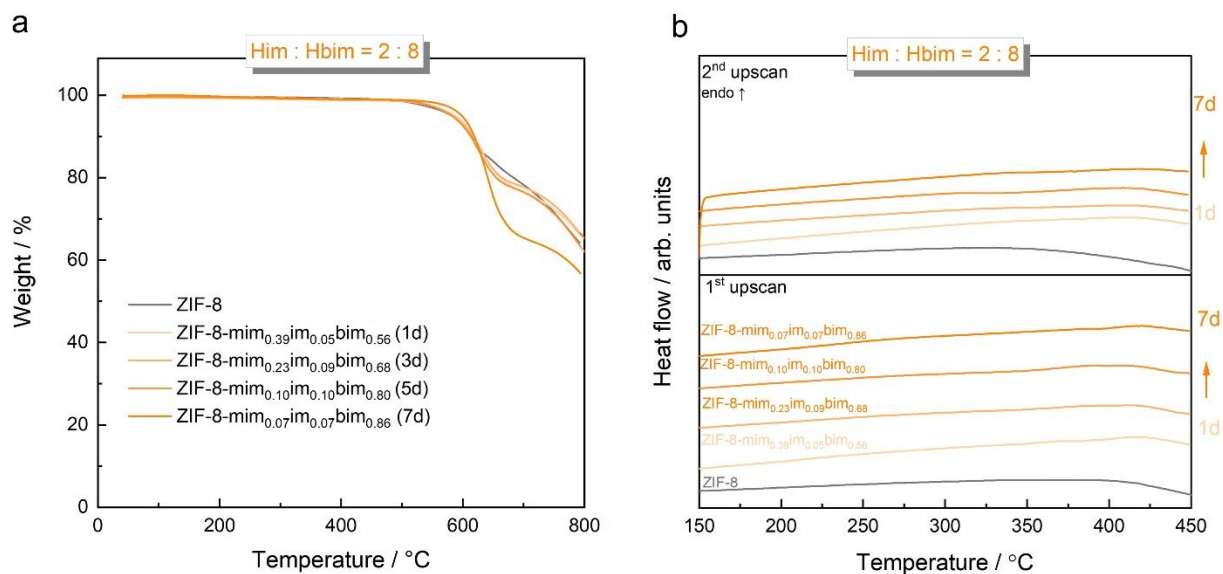 a
Him : Hbim = 2 : 8
100
80
60
40
20
0
Weight / %
ZIF-8
ZIF-8-mim0.39im0.05bim0.56 (1d)
ZIF-8-mim0.23im0.09bim0.68 (3d)
ZIF-8-mim0.10im0.10bim0.80 (5d)
ZIF-8-mim0.07im0.07bim0.86 (7d)
0 200 400 600 800
Temperature / °C
b
Him : Hbim = 2 : 8
2nd upscan
endo ↑
7d
1d
Heat flow / arb. units
1st upscan
7d
ZIF-8-mim0.07im0.07bim0.86
ZIF-8-mim0.10im0.10bim0.80
ZIF-8-mim0.23im0.09bim0.68
1d
ZIF-8-mim0.39im0.05bim0.56
ZIF-8
150 200 250 300 350 400 450
Temperature / °C